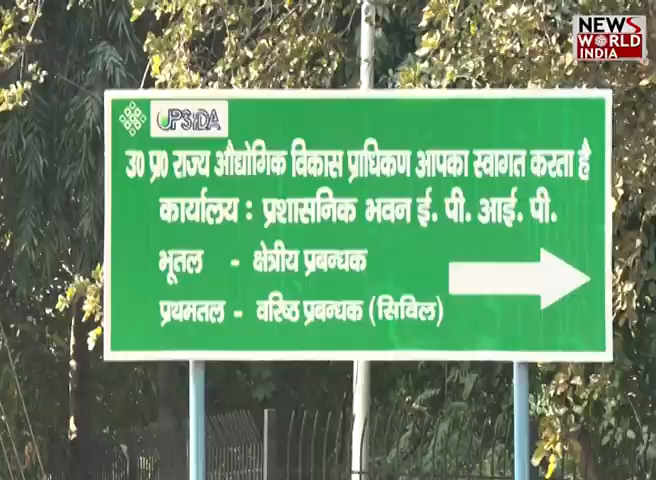 NEWS
WORLD
INDIA
UPSIDA
उ0 प्र0 राज्य औद्योगिक विकास प्राधिकण आपका स्वागत करता है
कार्यालय : प्रशासनिक भवन ई. पी. आई. पी.
भूतल - क्षेत्रीय प्रबन्धक
प्रथमतल - वरिष्ठ प्रबन्धक (सिविल)